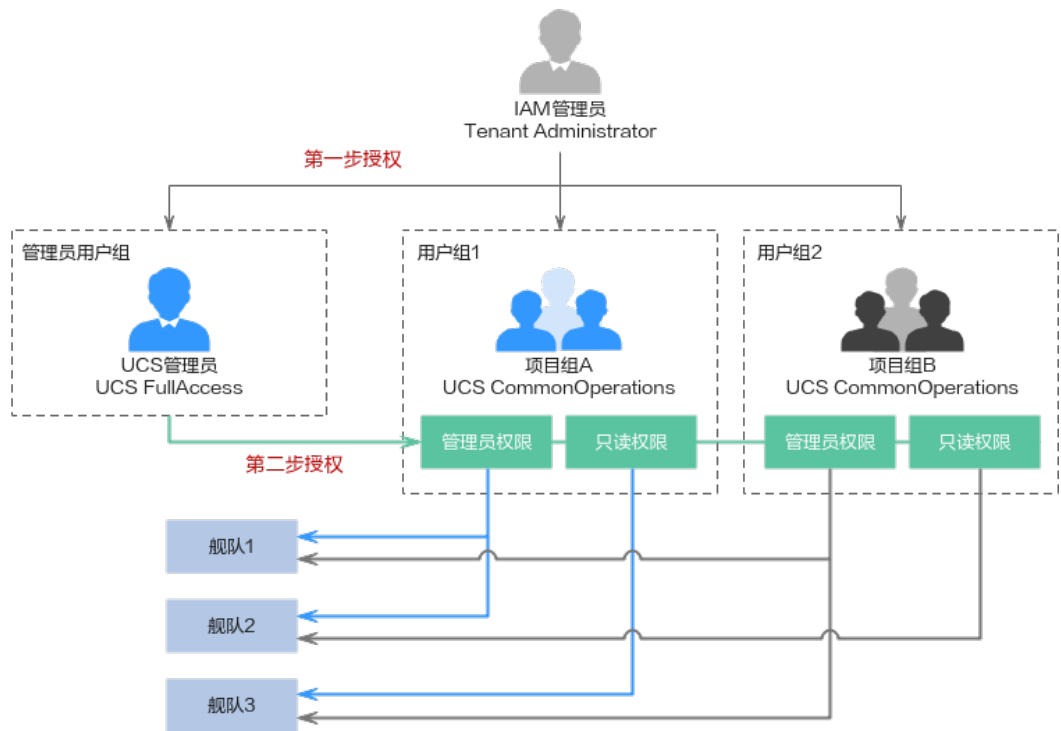 IAM管理员
Tenant Administrator
第一步授权
管理员用户组
UCS管理员
UCS FullAccess
用户组1
项目组A
UCS CommonOperations
管理员权限
只读权限
用户组2
项目组B
UCS CommonOperations
管理员权限
只读权限
第二步授权
舰队1
舰队2
舰队3